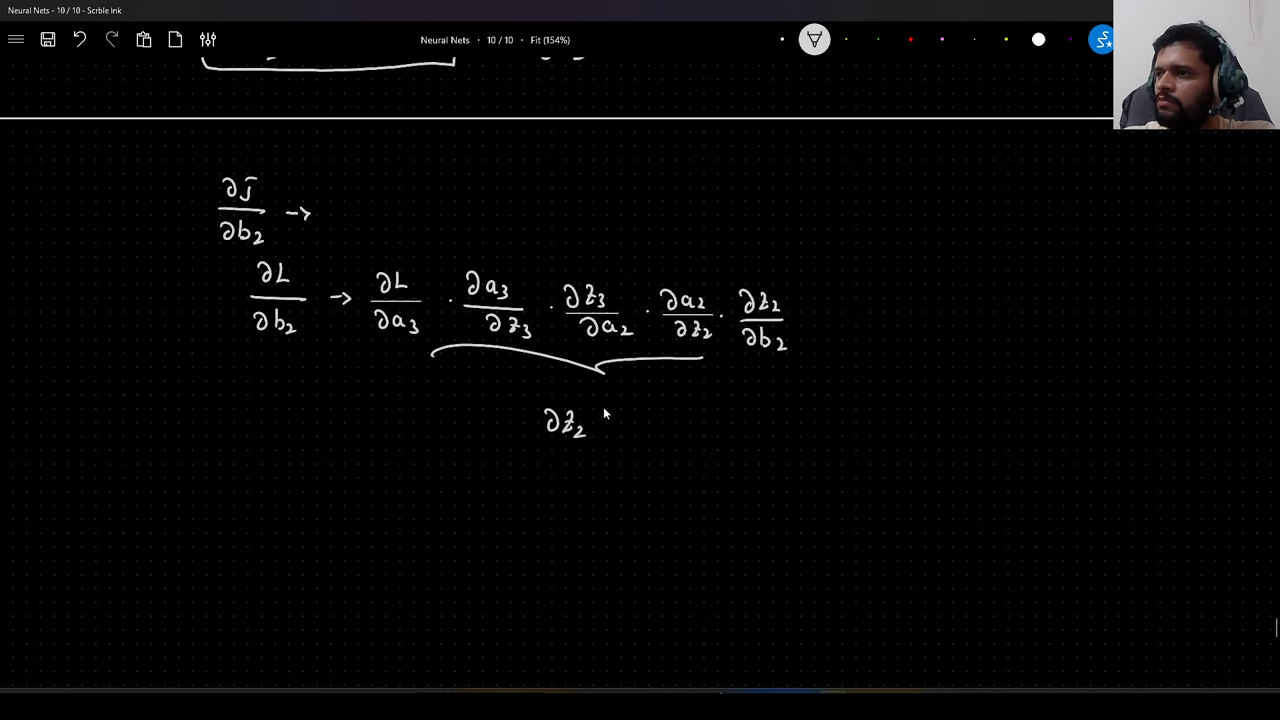 Neural Nets - 10 / 10 - Scrble Ink
Neural Nets • 10 / 10 • Fit (154%)
∂J/∂b₂ →
∂L/∂b₂ → ∂L/∂a₃ · ∂a₃/∂z₃ · ∂z₃/∂a₂ · ∂a₂/∂z₂ · ∂z₂/∂b₂
∂z₂